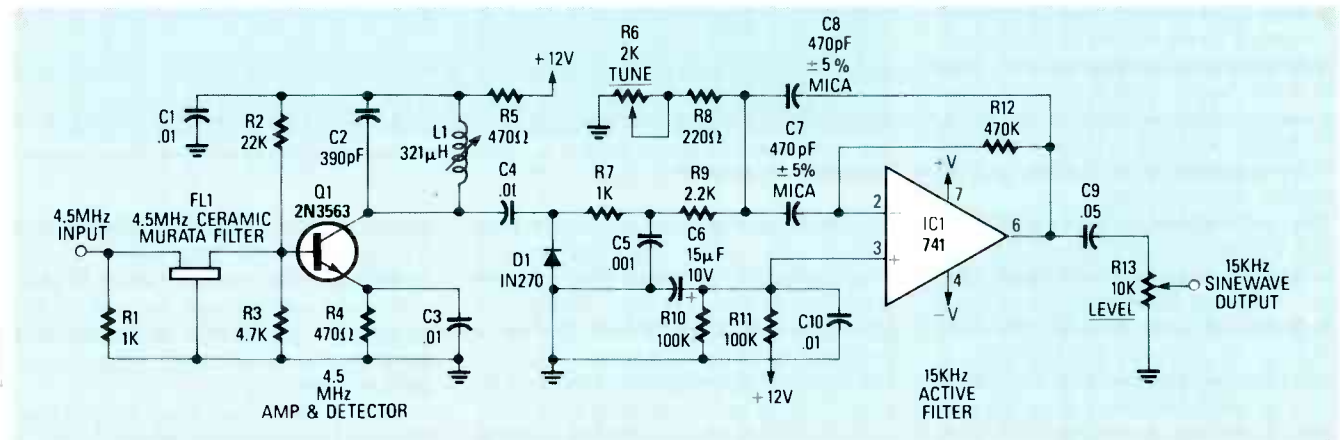 C1
.01
R2
22K
C2
390pF
L1
321µH
R5
470Ω
+12V
R6
2K
TUNE
R8
220Ω
C8
470pF
±5%
MICA
C7
470pF
±5%
MICA
R12
470K
4.5MHz
INPUT
FL1
4.5MHz CERAMIC
MURATA FILTER
Q1
2N3563
C4
.01
R7
1K
R9
2.2K
R1
1K
R3
4.7K
R4
470Ω
C3
.01
D1
IN270
C5
.001
C6
15µF
10V
+
R10
100K
R11
100K
C10
.01
+12V
2
3
+
IC1
741
+V
7
6
4
-V
C9
.05
R13
10K
LEVEL
15KHz
SINEWAVE
OUTPUT
4.5
MHz
AMP & DETECTOR
15KHz
ACTIVE
FILTER